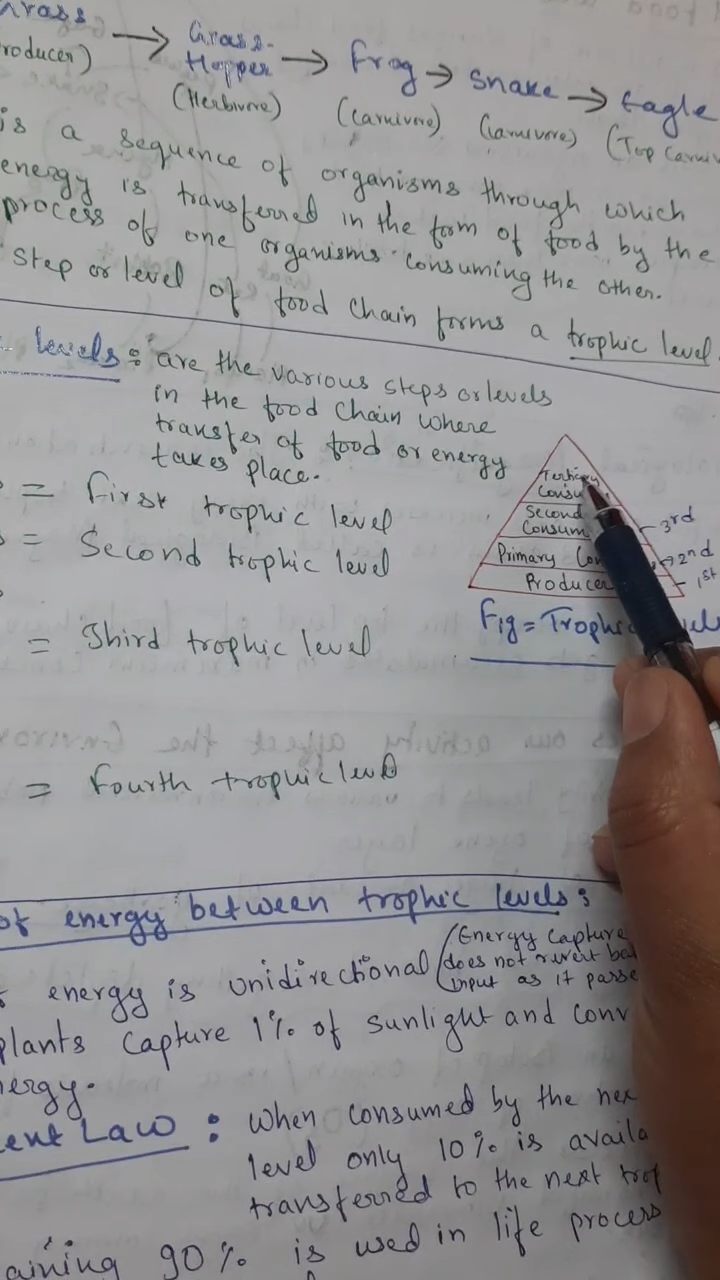 Grass → Grass-
roducer) Hopper → Frog → Snake → Eagle
(Herbivore) (Carnivore) (Carnivore) (Top Carniv
is a sequence of organisms through which
energy is transferred in the form of food by the
process of one organisms consuming the other.
Step or level of food chain forms a trophic level.
levels: are the various steps or levels
in the food chain where
transfer of food or energy
takes place.
= First trophic level
= Second trophic level
= Third trophic level
= Fourth trophic level
Tertiary
Consu
Second
Consum
3rd
Primary Con
2nd
Producer
1st
Fig = Trophic
of energy between trophic levels:
energy is unidirectional (Energy Capture
does not revert ba
input as it passe
plants capture 1% of sunlight and conv
nergy.
ent Law : when consumed by the nex
level only 10% is availa
transferred to the next tro
aining 90% is used in life process